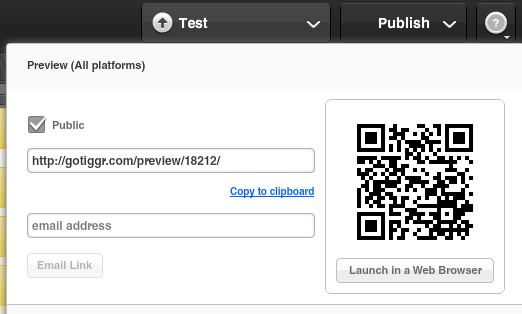 Test Publish ?
Preview (All platforms)
Public
http://gotiggr.com/preview/18212/
Copy to clipboard
email address
Email Link
Launch in a Web Browser